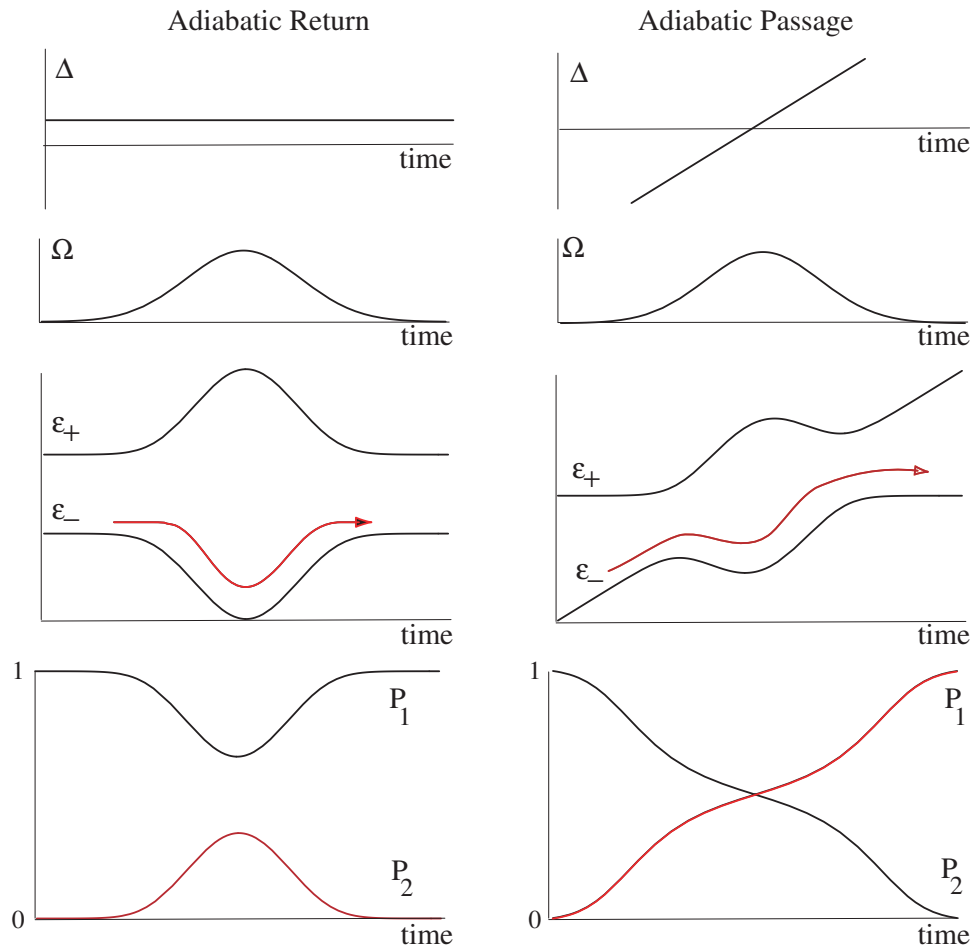 Adiabatic Return
Δ
time
Ω
time
ε+
ε−
time
1
P1
P2
0
time
Adiabatic Passage
Δ
time
Ω
time
ε+
ε−
time
1
P1
P2
0
time